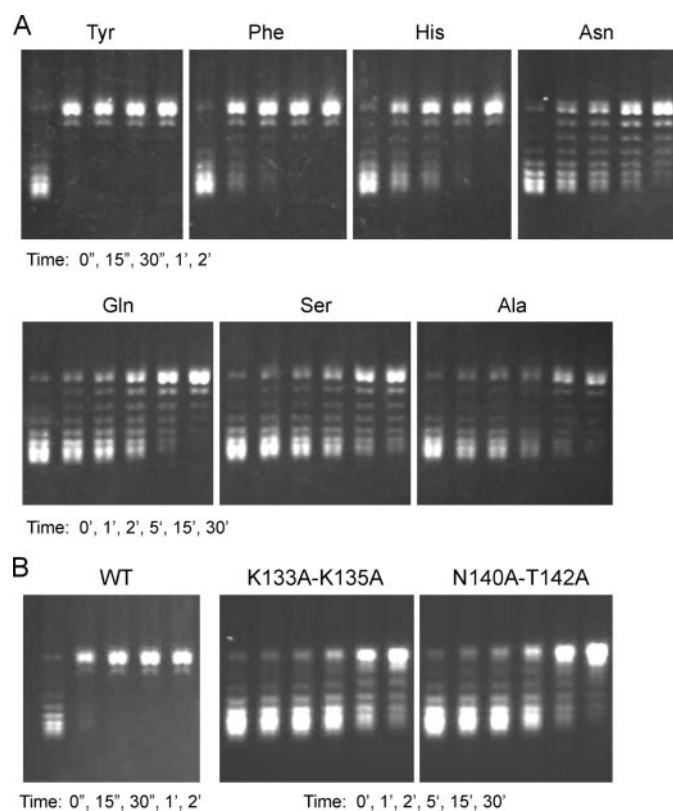 A
Tyr Phe His Asn
Time: 0", 15", 30", 1', 2'
Gln Ser Ala
Time: 0', 1', 2', 5', 15', 30'
B
WT K133A-K135A N140A-T142A
Time: 0", 15", 30", 1', 2' Time: 0', 1', 2', 5', 15', 30'